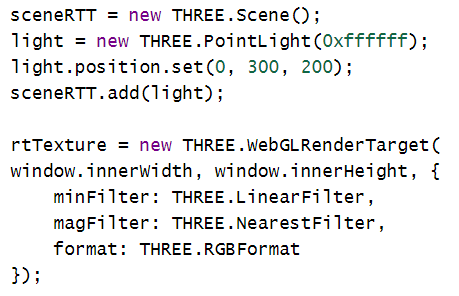 sceneRTT = new THREE.Scene();
light = new THREE.PointLight(0xffffff);
light.position.set(0, 300, 200);
sceneRTT.add(light);

rtTexture = new THREE.WebGLRenderTarget(
window.innerWidth, window.innerHeight, {
    minFilter: THREE.LinearFilter,
    magFilter: THREE.NearestFilter,
    format: THREE.RGBFormat
});